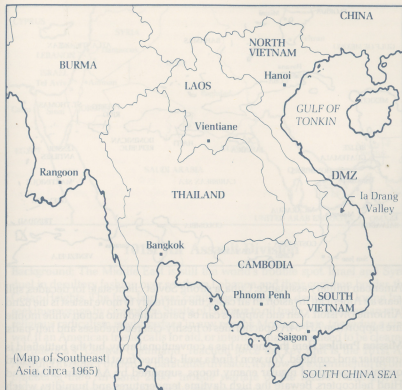 CHINA
BURMA
NORTH
VIETNAM
LAOS
Hanoi
GULF OF
TONKIN
Vientiane
Rangoon
DMZ
Ia Drang
Valley
THAILAND
Bangkok
CAMBODIA
Phnom Penh
SOUTH
VIETNAM
Saigon
(Map of Southeast
Asia, circa 1965)
SOUTH CHINA SEA